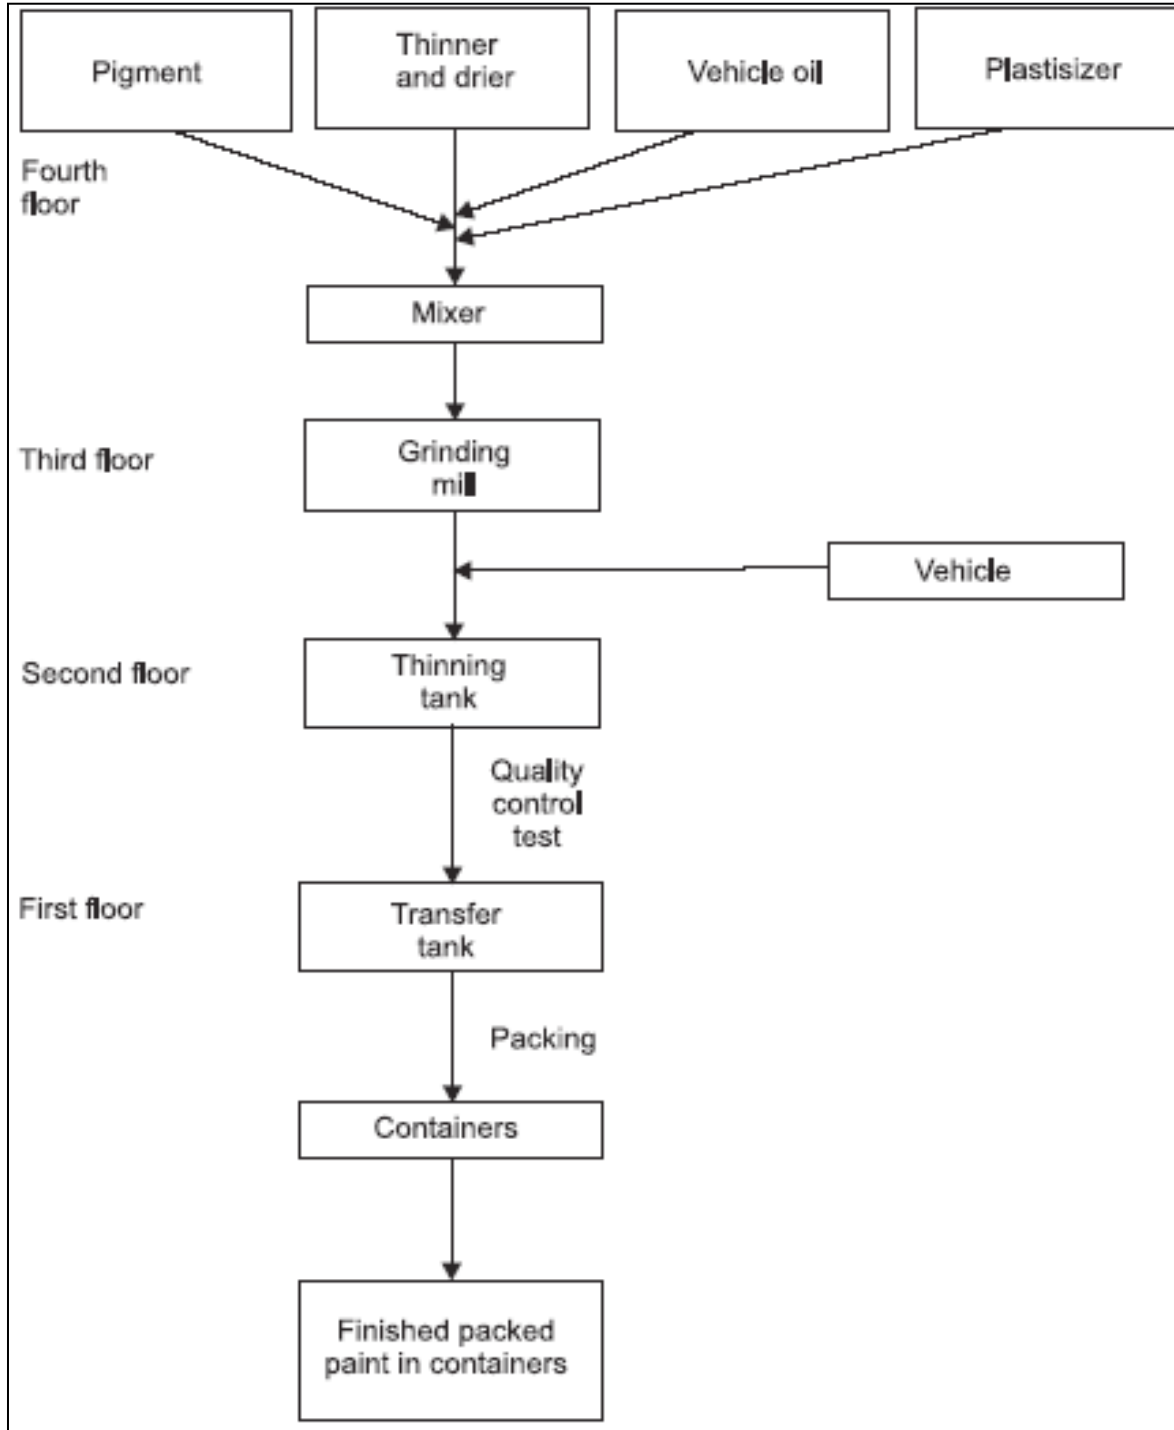 Pigment
Thinner
and drier
Vehicle oil
Plastisizer
Fourth
floor
Mixer
Third floor
Grinding
mill
Vehicle
Second floor
Thinning
tank
Quality
control
test
First floor
Transfer
tank
Packing
Containers
Finished packed
paint in containers